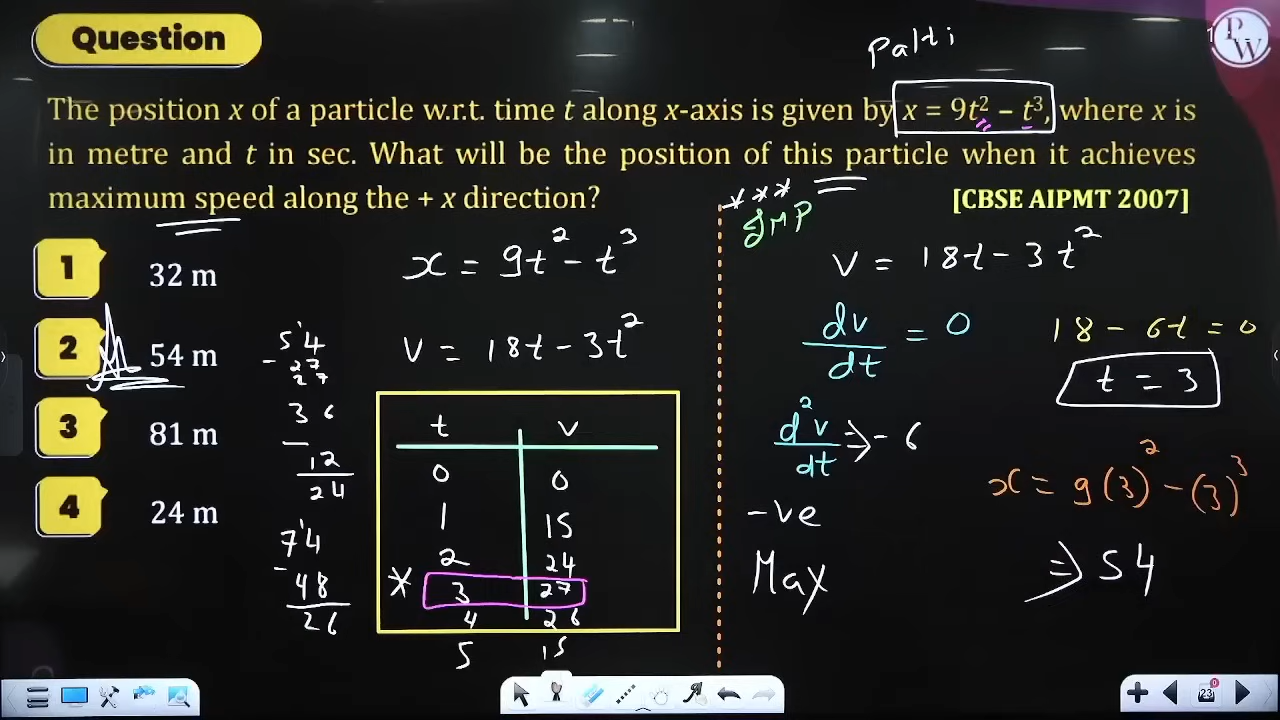 Question
Palti
PW
The position x of a particle w.r.t. time t along x-axis is given by x = 9t² – t³, where x is
in metre and t in sec. What will be the position of this particle when it achieves
maximum speed along the + x direction?
[CBSE AIPMT 2007]
1 32 m
2 54 m
3 81 m
4 24 m
x = 9t² - t³
v = 18t - 3t²
54
- 27
27
36
- 12
24
74
- 48
26
t v
0 0
1 15
2 24
* 3 27
4 26
5 15
***
IMP
v = 18t - 3t²
dv/dt = 0
18 - 6t = 0
t = 3
d²v/dt ⇒ - 6
-ve
Max
x = 9(3)² - (3)³
⇒ 54
23